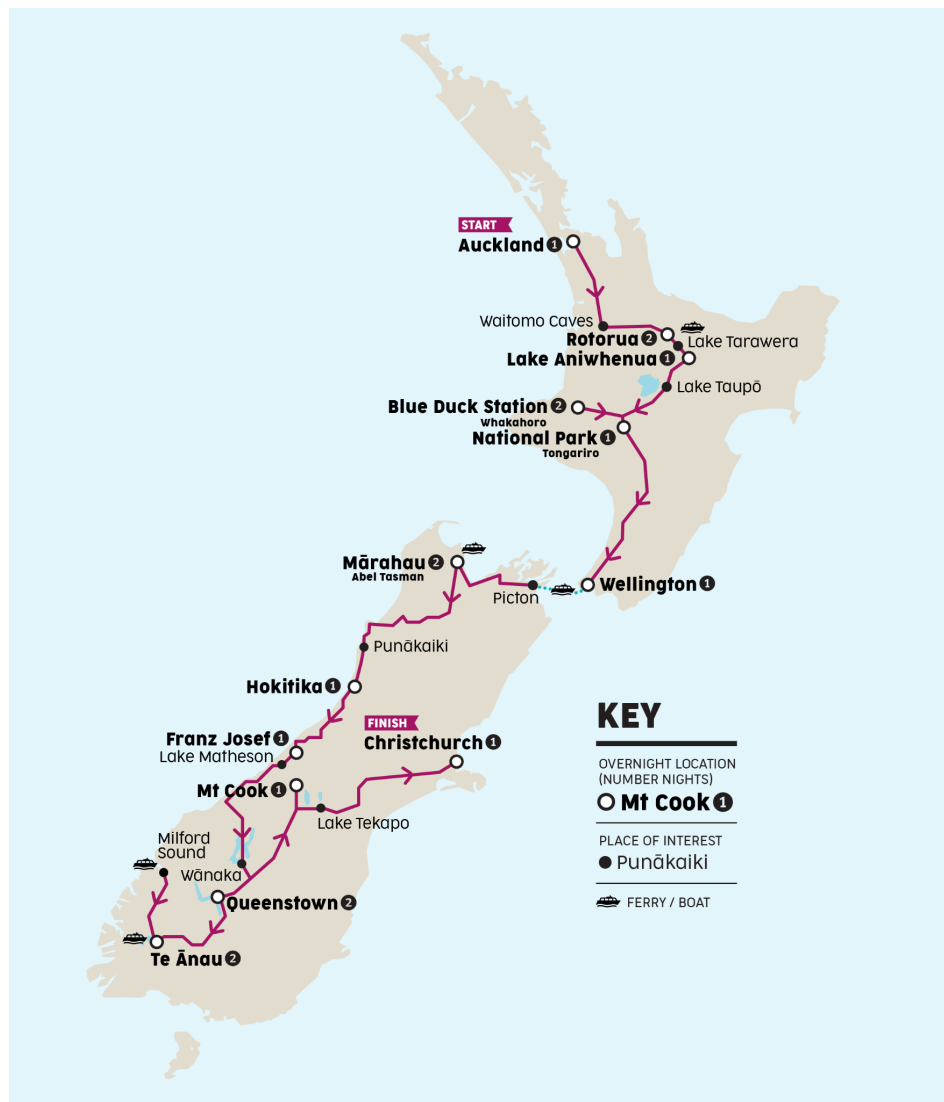 START
Auckland 1
Waitomo Caves
Rotorua 2
Lake Tarawera
Lake Aniwhenua 1
Lake Taupō
Blue Duck Station 2
Whakahoro
National Park 1
Tongariro
Mārahau 2
Abel Tasman
Picton
Wellington 1
Punākaiki
Hokitika 1
FINISH
Christchurch 1
Franz Josef 1
Lake Matheson
Mt Cook 1
Lake Tekapo
Milford
Sound
Wānaka
Queenstown 2
Te Ānau 2
KEY
OVERNIGHT LOCATION
(NUMBER NIGHTS)
Mt Cook 1
PLACE OF INTEREST
Punākaiki
FERRY / BOAT